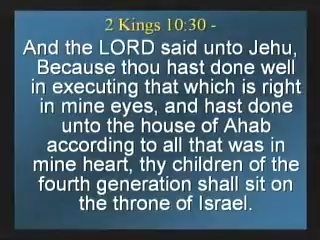 2 Kings 10:30 -
And the LORD said unto Jehu,
Because thou hast done well
in executing that which is right
in mine eyes, and hast done
unto the house of Ahab
according to all that was in
mine heart, thy children of the
fourth generation shall sit on
the throne of Israel.